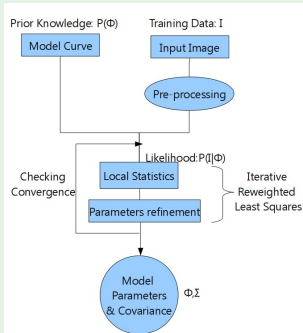 Prior Knowledge: P(Φ)
Training Data: I
Model Curve
Input Image
Pre-processing
Likelihood:P(I|Φ)
Checking
Convergence
Local Statistics
Parameters refinement
Iterative
Reweighted
Least Squares
Model
Parameters
& Covariance
Φ,Σ